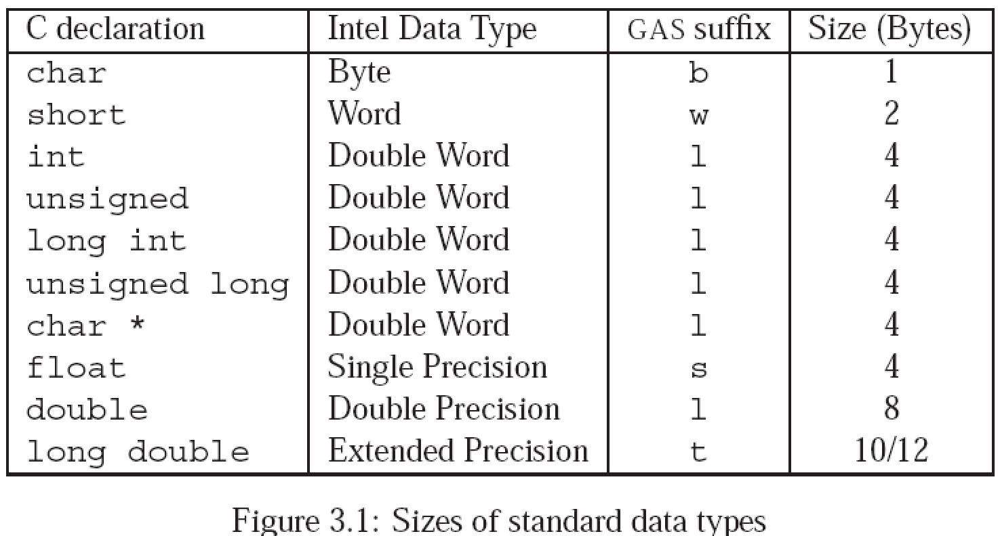 C declaration Intel Data Type GAS suffix Size (Bytes)
char Byte b 1
short Word w 2
int Double Word l 4
unsigned Double Word l 4
long int Double Word l 4
unsigned long Double Word l 4
char * Double Word l 4
float Single Precision s 4
double Double Precision l 8
long double Extended Precision t 10/12
Figure 3.1: Sizes of standard data types